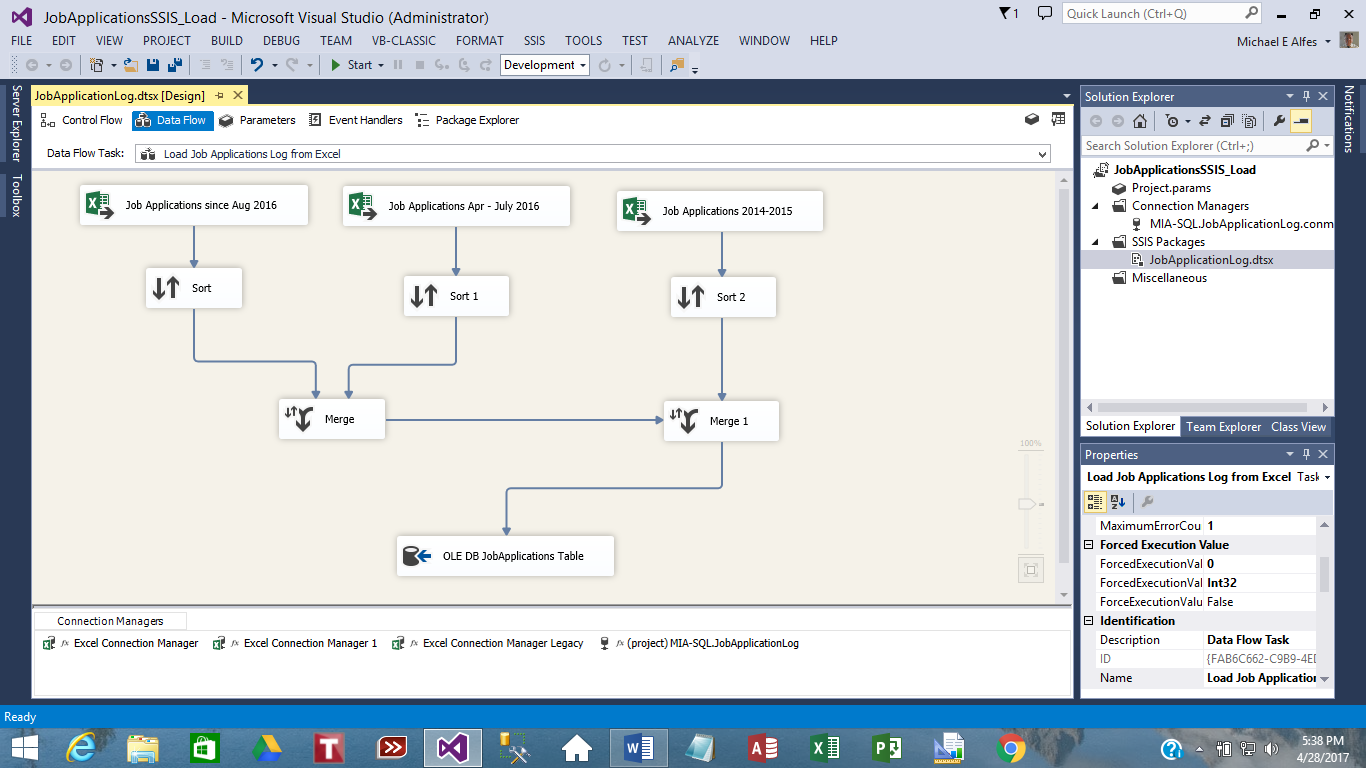 JobApplicationsSSIS_Load - Microsoft Visual Studio (Administrator)
1
Quick Launch (Ctrl+Q)
FILE EDIT VIEW PROJECT BUILD DEBUG TEAM VB-CLASSIC FORMAT SSIS TOOLS TEST ANALYZE WINDOW HELP
Michael E Alfes
Start
Development
Server Explorer
Toolbox
JobApplicationLog.dtsx [Design]
Control Flow Data Flow Parameters Event Handlers Package Explorer
Data Flow Task: Load Job Applications Log from Excel
Job Applications since Aug 2016
Job Applications Apr - July 2016
Job Applications 2014-2015
Sort
Sort 1
Sort 2
Merge
Merge 1
OLE DB JobApplications Table
100%
Connection Managers
fx Excel Connection Manager fx Excel Connection Manager 1 fx Excel Connection Manager Legacy fx (project) MIA-SQL.JobApplicationLog
Solution Explorer
Search Solution Explorer (Ctrl+;)
JobApplicationsSSIS_Load
Project.params
Connection Managers
MIA-SQL.JobApplicationLog.conm
SSIS Packages
JobApplicationLog.dtsx
Miscellaneous
Solution Explorer Team Explorer Class View
Properties
Load Job Applications Log from Excel Task
MaximumErrorCou 1
Forced Execution Value
ForcedExecutionVal 0
ForcedExecutionVal Int32
ForceExecutionValu False
Identification
Description Data Flow Task
ID {FAB6C662-C9B9-4EI
Name Load Job Application
Notifications
Ready
5:38 PM
4/28/2017